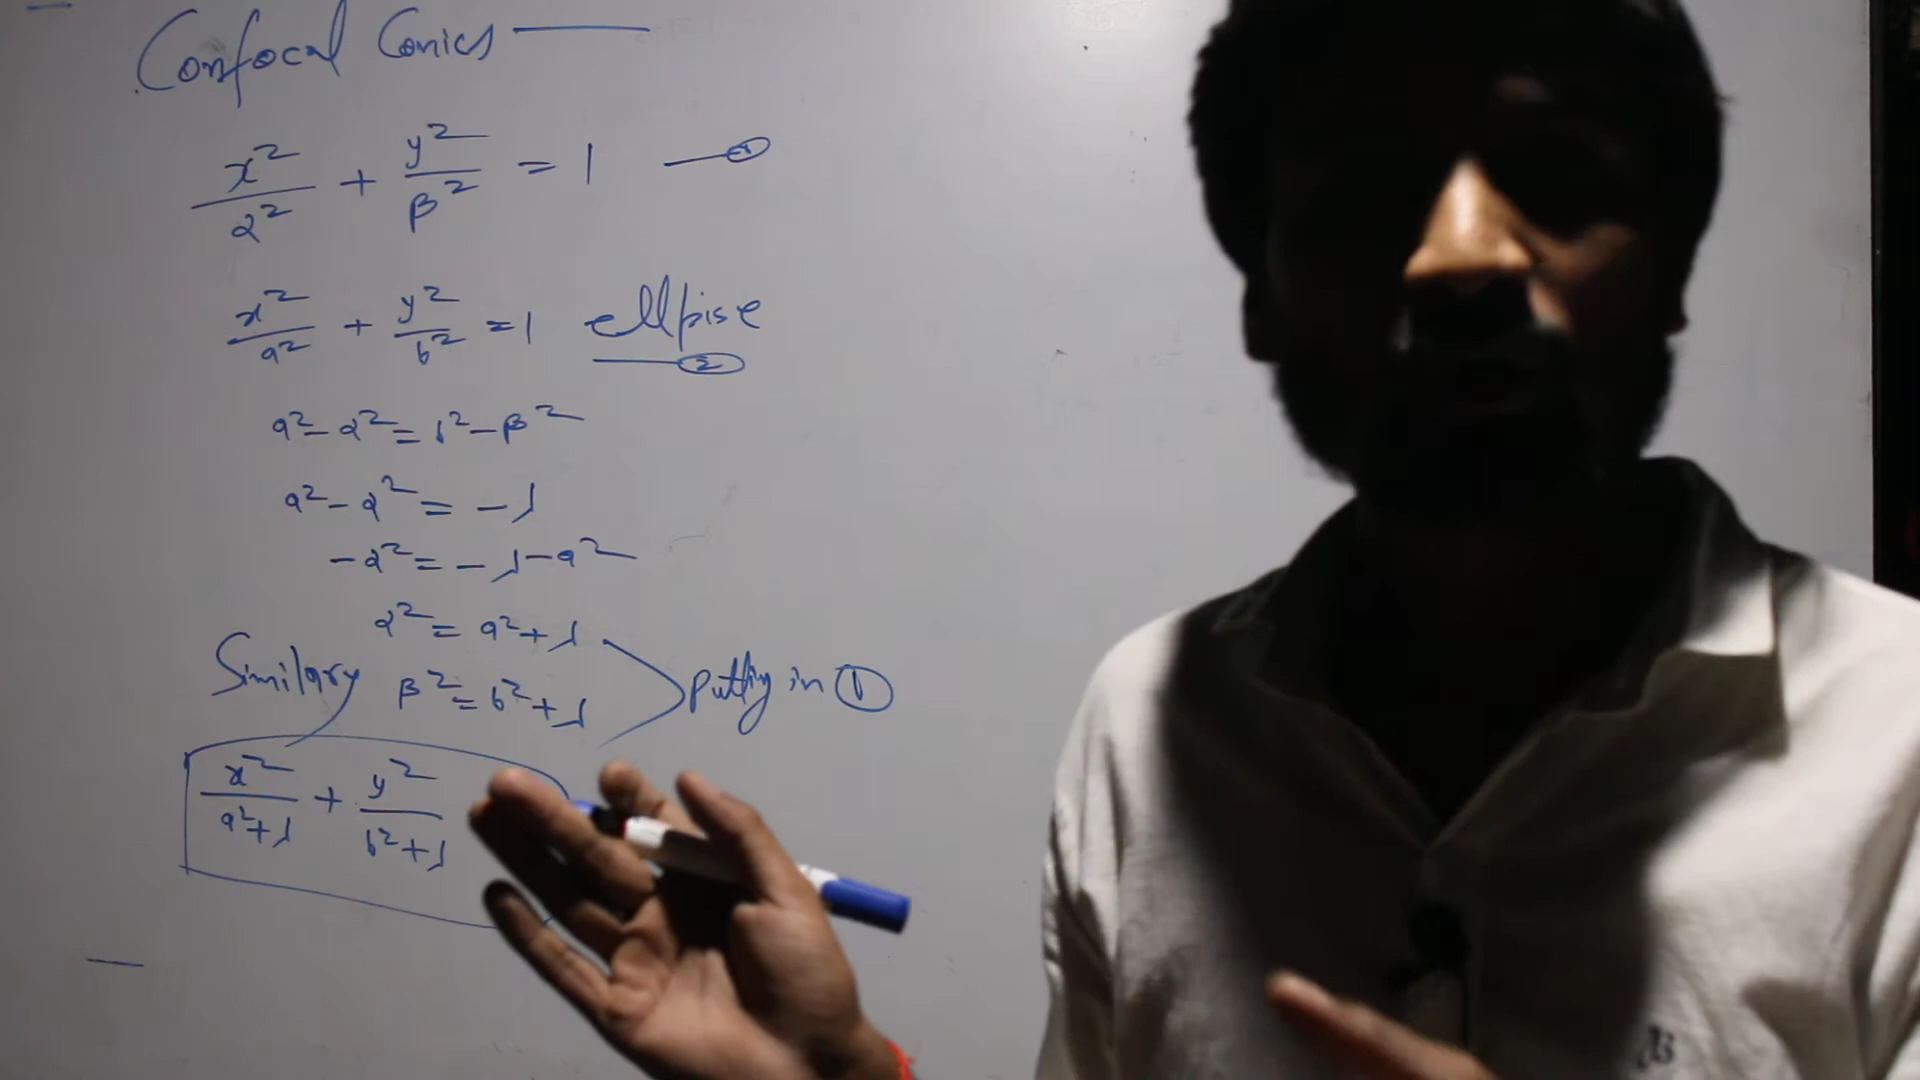 Confocal Conics
x²/α² + y²/β² = 1 — ①
x²/a² + y²/b² = 1 ellpise
— ②
a² - α² = b² - β²
a² - α² = - λ
- α² = - λ - a²
α² = a² + λ
Similary β² = b² + λ putting in ①
x²/a²+λ + y²/b²+λ